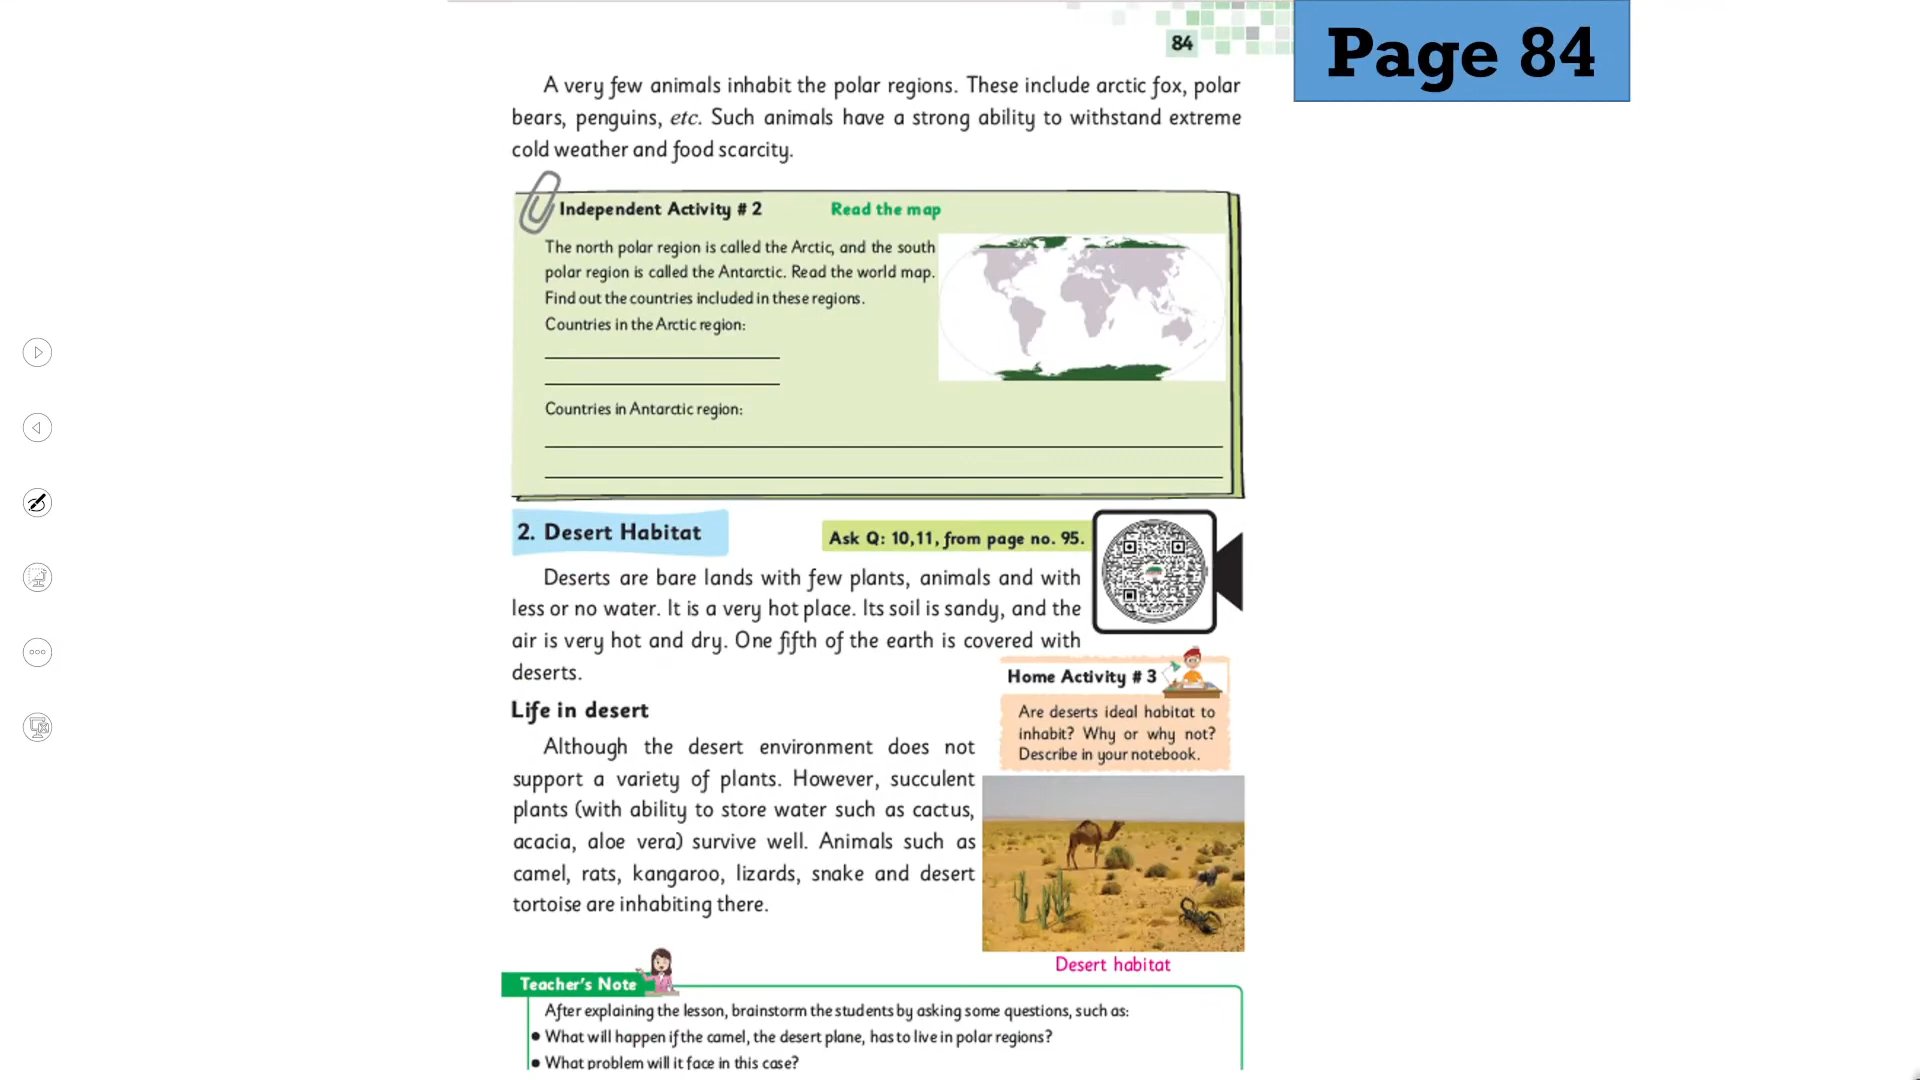 84
Page 84
A very few animals inhabit the polar regions. These include arctic fox, polar
bears, penguins, etc. Such animals have a strong ability to withstand extreme
cold weather and food scarcity.
Independent Activity # 2
Read the map
The north polar region is called the Arctic, and the south
polar region is called the Antarctic. Read the world map.
Find out the countries included in these regions.
Countries in the Arctic region:
Countries in Antarctic region:
2. Desert Habitat
Ask Q: 10,11, from page no. 95.
Deserts are bare lands with few plants, animals and with
less or no water. It is a very hot place. Its soil is sandy, and the
air is very hot and dry. One fifth of the earth is covered with
deserts.
Home Activity # 3
Are deserts ideal habitat to
inhabit? Why or why not?
Describe in your notebook.
Life in desert
Although the desert environment does not
support a variety of plants. However, succulent
plants (with ability to store water such as cactus,
acacia, aloe vera) survive well. Animals such as
camel, rats, kangaroo, lizards, snake and desert
tortoise are inhabiting there.
Desert habitat
Teacher's Note
After explaining the lesson, brainstorm the students by asking some questions, such as:
● What will happen if the camel, the desert plane, has to live in polar regions?
● What problem will it face in this case?